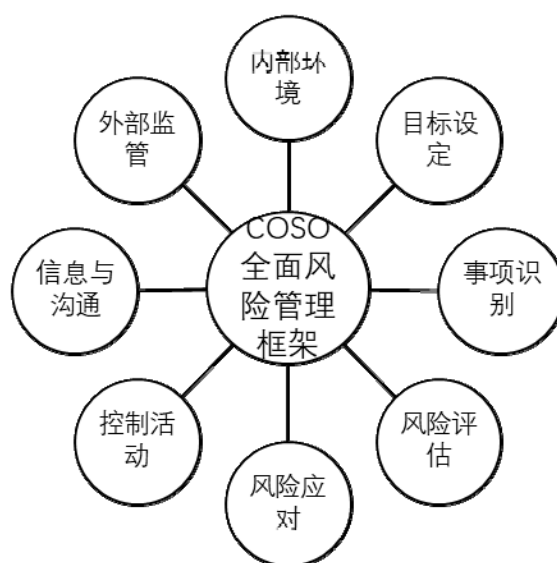 内部环
境
目标设
定
事项识
别
风险评
估
风险应
对
控制活
动
信息与
沟通
外部监
管
COSO
全面风
险管理
框架